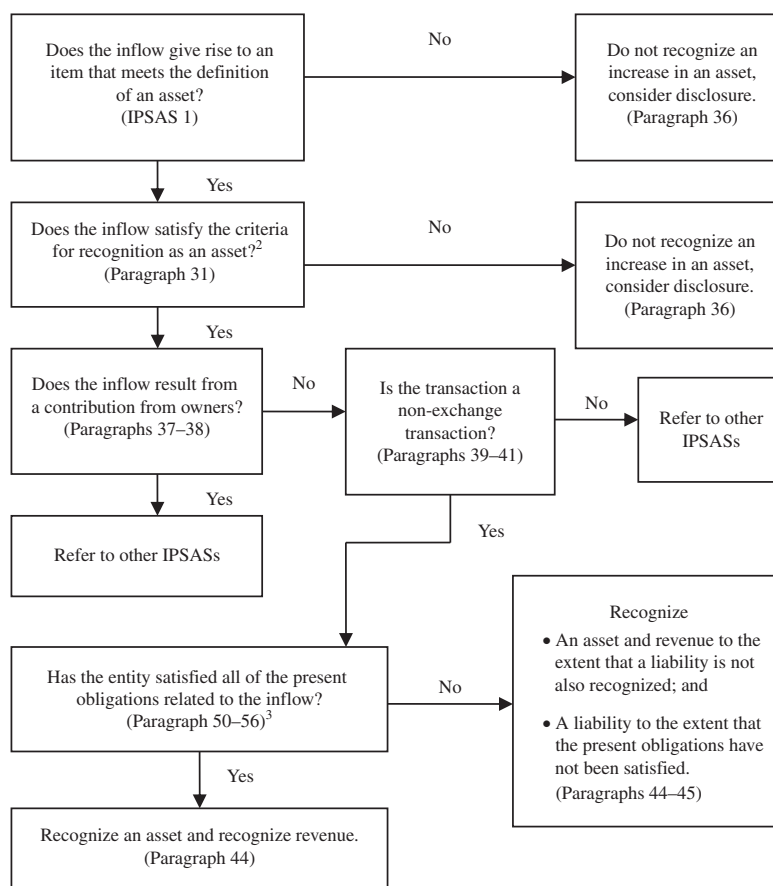 Does the inflow give rise to an
item that meets the definition
of an asset?
(IPSAS 1)
No
Do not recognize an
increase in an asset,
consider disclosure.
(Paragraph 36)
Yes
Does the inflow satisfy the criteria
for recognition as an asset?2
(Paragraph 31)
No
Do not recognize an
increase in an asset,
consider disclosure.
(Paragraph 36)
Yes
Does the inflow result from
a contribution from owners?
(Paragraphs 37–38)
No
Is the transaction a
non-exchange
transaction?
(Paragraphs 39–41)
No
Refer to other
IPSASs
Yes
Refer to other IPSASs
Yes
Has the entity satisfied all of the present
obligations related to the inflow?
(Paragraph 50–56)3
No
Recognize
• An asset and revenue to the
extent that a liability is not
also recognized; and
• A liability to the extent that
the present obligations have
not been satisfied.
(Paragraphs 44–45)
Yes
Recognize an asset and recognize revenue.
(Paragraph 44)